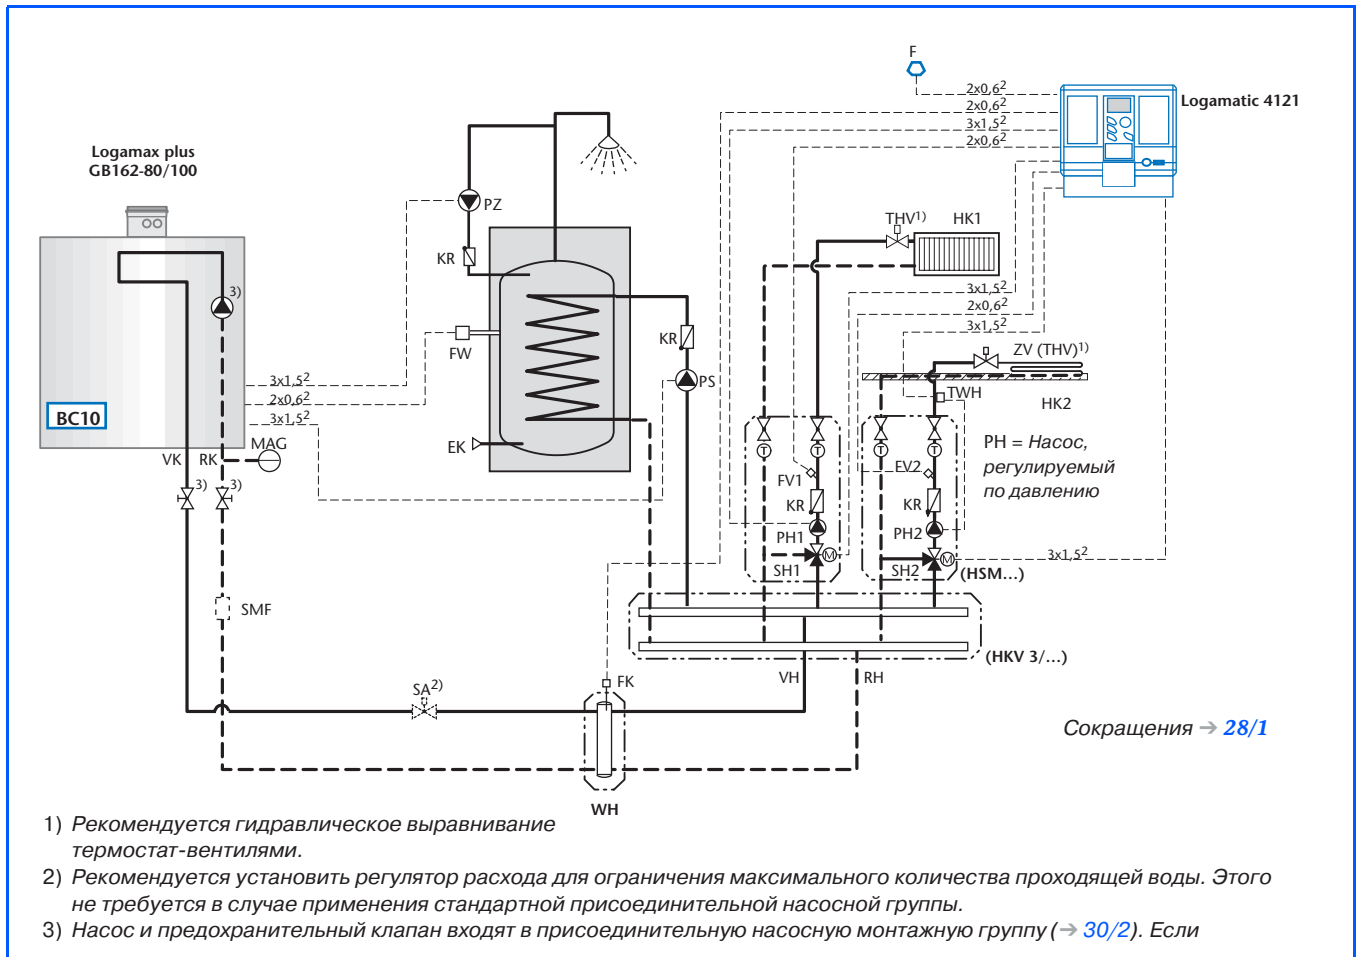 F
2x0,6²
2x0,6²
3x1,5²
2x0,6²
Logamatic 4121
Logamax plus
GB162-80/100
PZ
KR
THV¹⁾
HK1
3)
3x1,5²
2x0,6²
3x1,5²
FW
KR
ZV (THV)¹⁾
3x1,5²
2x0,6²
3x1,5²
PS
TWH
HK2
BC10
MAG
EK
VK
RK
T
T
T
T
PH = Насос,
регулируемый
по давлению
3)
3)
FV1
FV2
KR
KR
PH1
PH2
M
M
3x1,5²
SH1
SH2
(HSM...)
SMF
(HKV 3/...)
VH
RH
SA²⁾
FK
Сокращения → 28/1
WH
1) Рекомендуется гидравлическое выравнивание
термостат-вентилями.
2) Рекомендуется установить регулятор расхода для ограничения максимального количества проходящей воды. Этого
не требуется в случае применения стандартной присоединительной насосной группы.
3) Насос и предохранительный клапан входят в присоединительную насосную монтажную группу (→ 30/2). Если